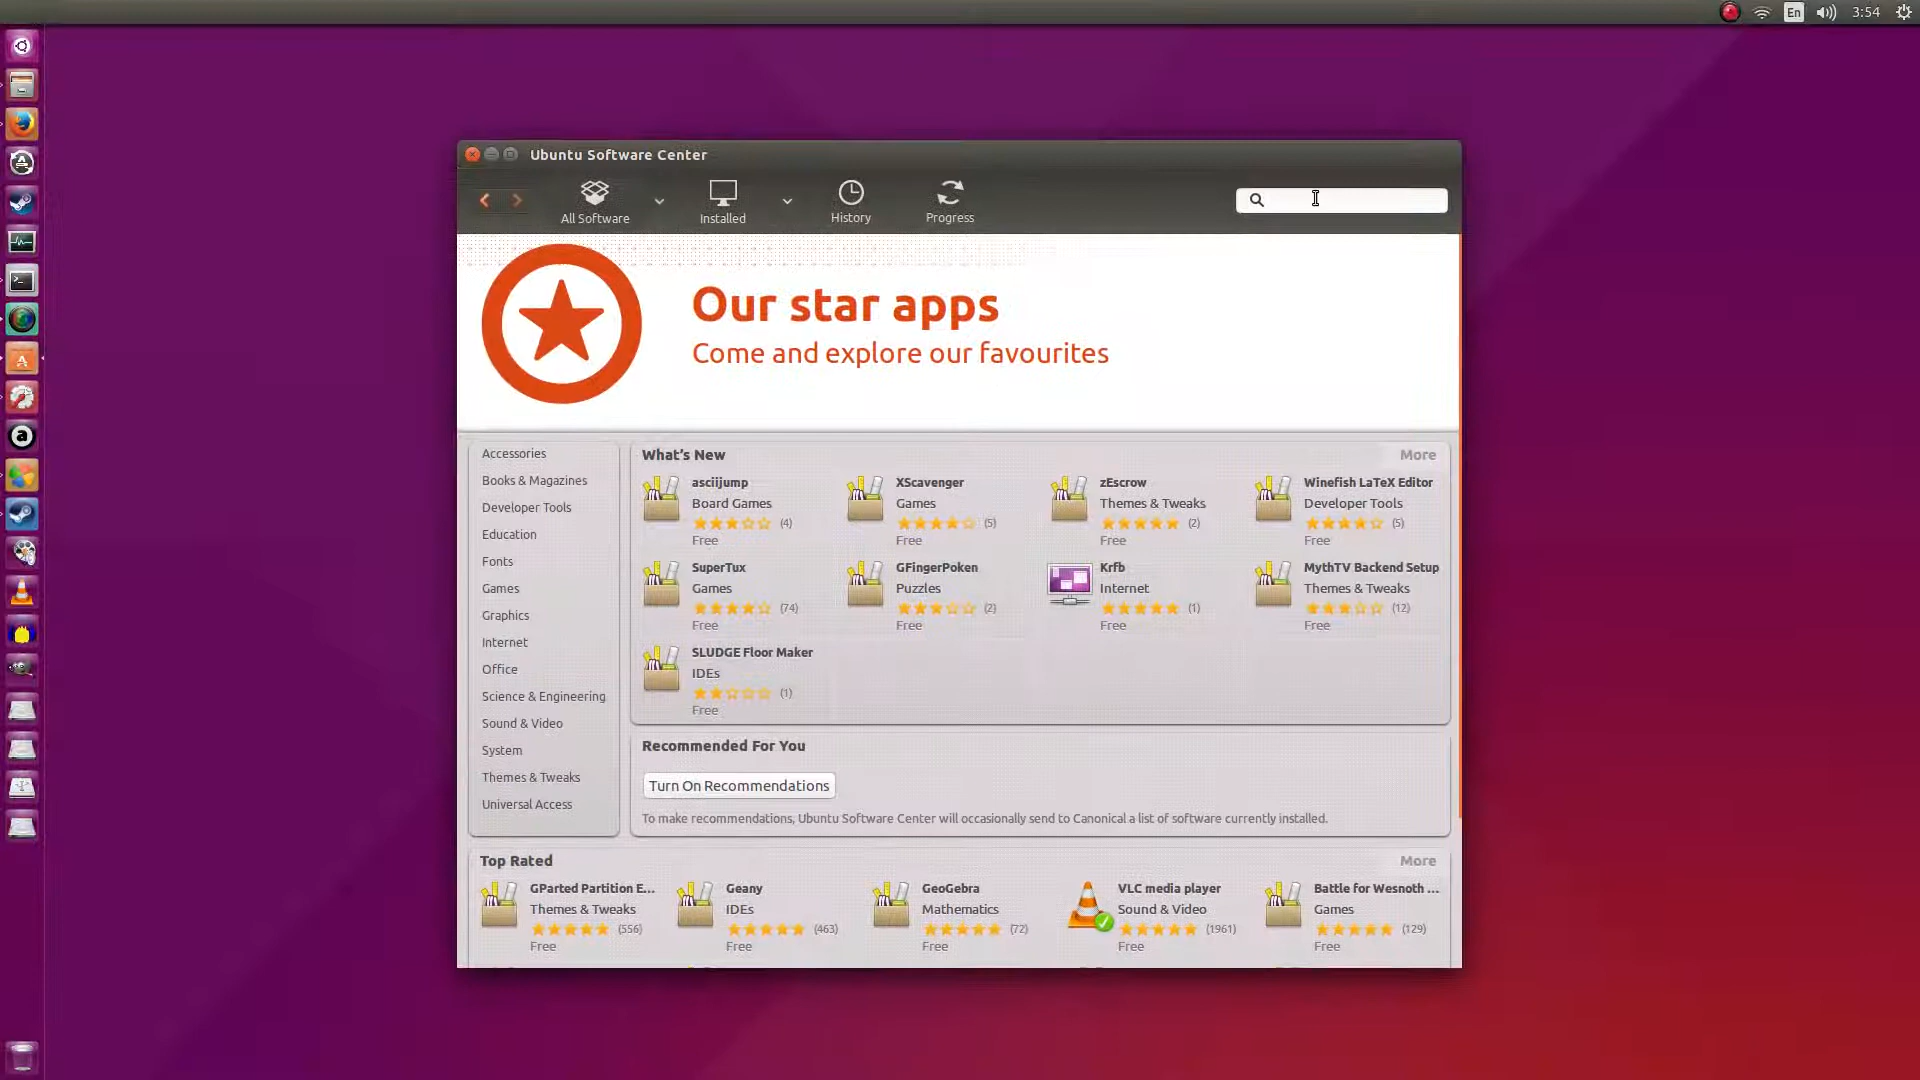 En 3:54
Ubuntu Software Center
All Software Installed History Progress
Our star apps
Come and explore our favourites
Accessories
Books & Magazines
Developer Tools
Education
Fonts
Games
Graphics
Internet
Office
Science & Engineering
Sound & Video
System
Themes & Tweaks
Universal Access
What's New More
asciijump XScavenger zEscrow Winefish LaTeX Editor
Board Games Games Themes & Tweaks Developer Tools
(4) (5) (2) (5)
Free Free Free Free
SuperTux GFingerPoken Krfb MythTV Backend Setup
Games Puzzles Internet Themes & Tweaks
(74) (2) (1) (12)
Free Free Free Free
SLUDGE Floor Maker
IDEs
(1)
Free
Recommended For You
Turn On Recommendations
To make recommendations, Ubuntu Software Center will occasionally send to Canonical a list of software currently installed.
Top Rated More
GParted Partition E... Geany GeoGebra VLC media player Battle for Wesnoth ...
Themes & Tweaks IDEs Mathematics Sound & Video Games
(556) (463) (72) (1961) (129)
Free Free Free Free Free